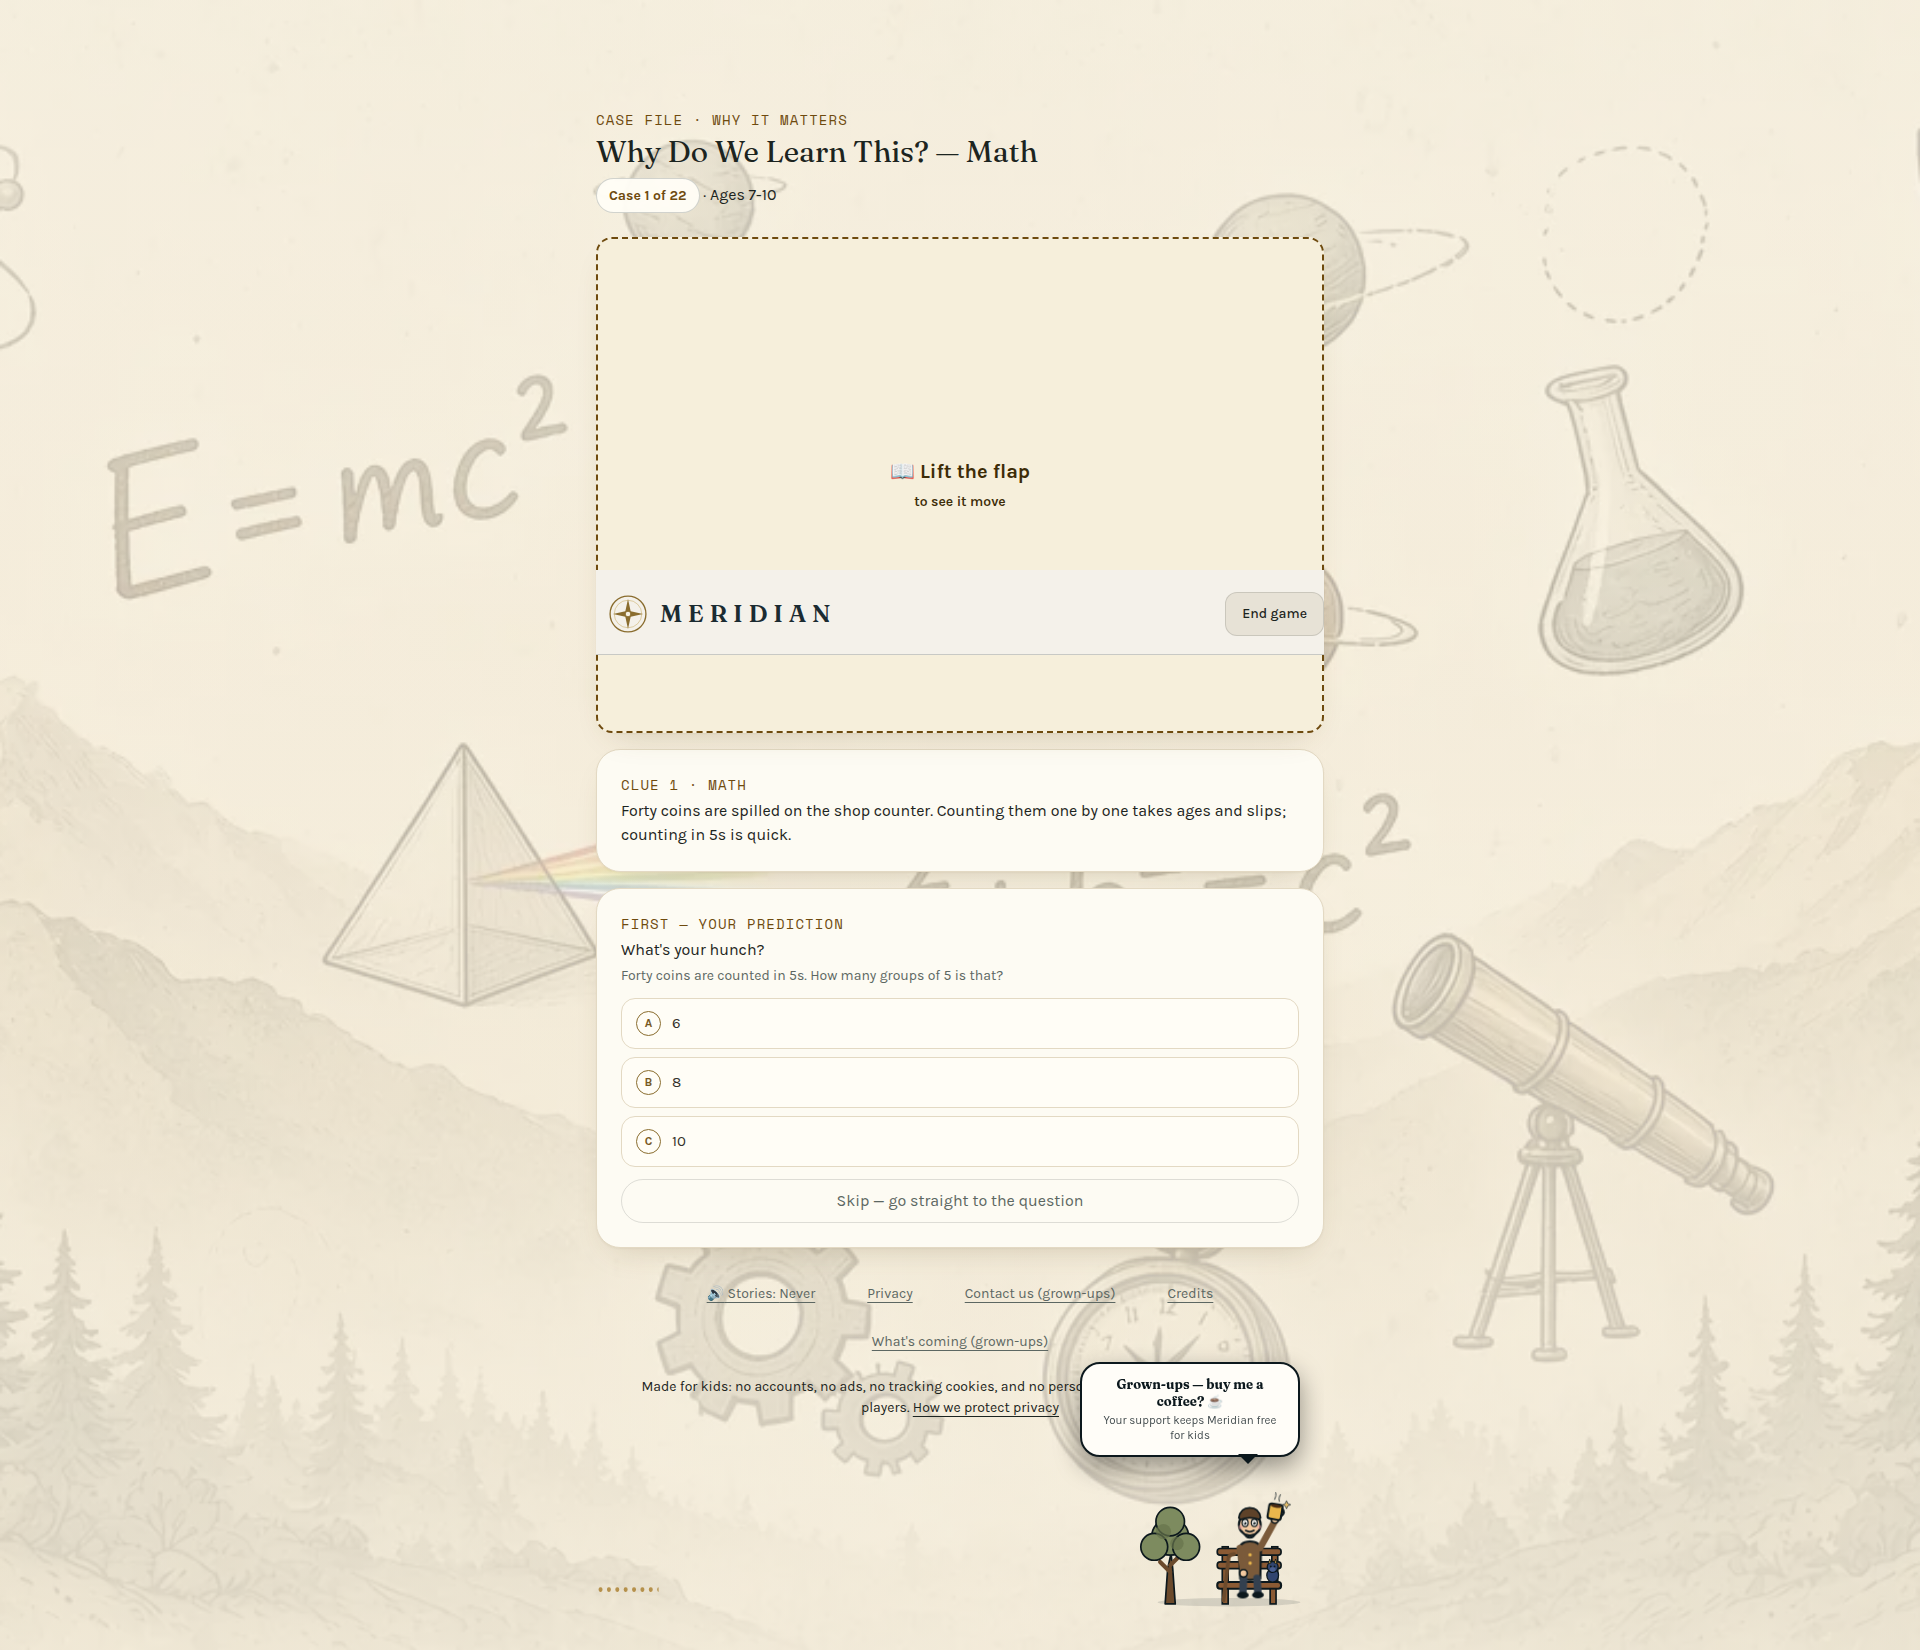 CASE FILE · WHY IT MATTERS
Why Do We Learn This? — Math
Case 1 of 22 · Ages 7-10
E=mc²
📖 Lift the flap
to see it move
MERIDIAN
End game
CLUE 1 · MATH
Forty coins are spilled on the shop counter. Counting them one by one takes ages and slips;
counting in 5s is quick.
FIRST — YOUR PREDICTION
What's your hunch?
Forty coins are counted in 5s. How many groups of 5 is that?
A 6
B 8
C 10
Skip — go straight to the question
🔊 Stories: Never Privacy Contact us (grown-ups) Credits
What's coming (grown-ups)
Made for kids: no accounts, no ads, no tracking cookies, and no
players. How we protect privacy
Grown-ups — buy me a
coffee? ☕
Your support keeps Meridian free
for kids